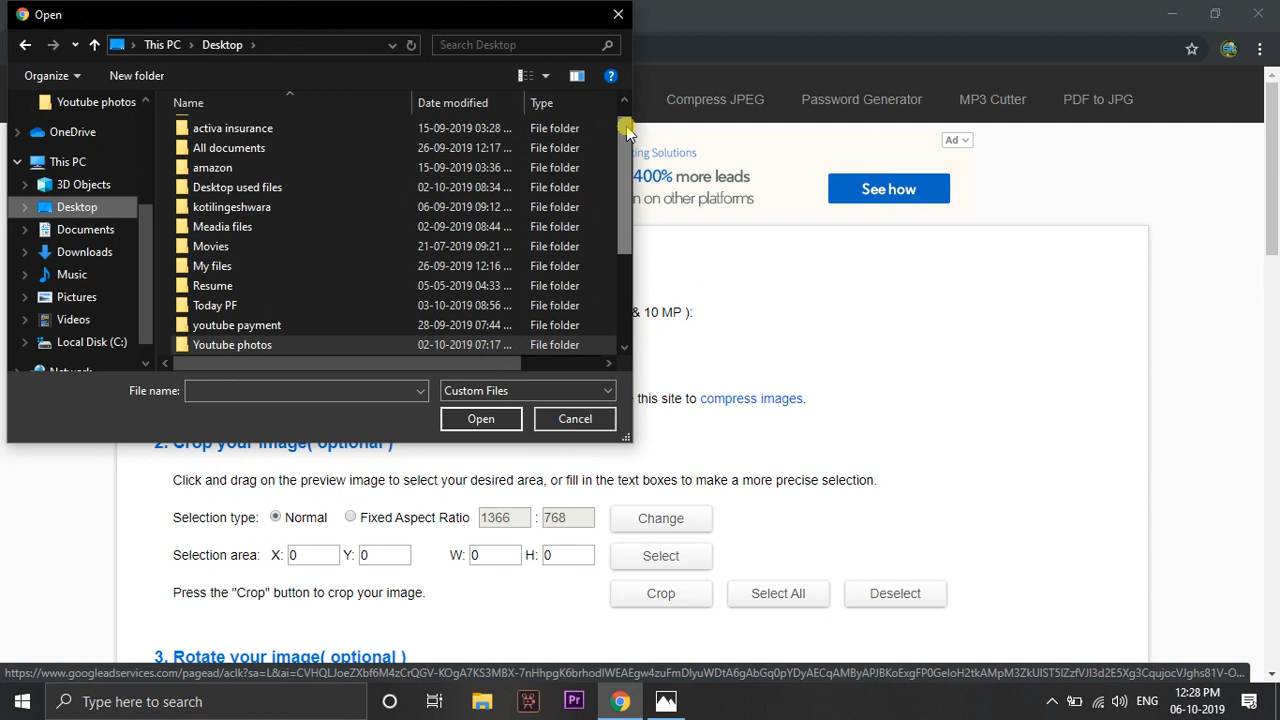 Open
This PC > Desktop >
Search Desktop
Organize
New folder
Name
Date modified
Type
Youtube photos
OneDrive
This PC
3D Objects
Desktop
Documents
Downloads
Music
Pictures
Videos
Local Disk (C:)
Network
activa insurance 15-09-2019 03:28 ... File folder
All documents 26-09-2019 12:17 ... File folder
amazon 15-09-2019 03:36 ... File folder
Desktop used files 02-10-2019 08:34 ... File folder
kotilingeshwara 06-09-2019 09:12 ... File folder
Meadia files 02-09-2019 08:44 ... File folder
Movies 21-07-2019 09:21 ... File folder
My files 26-09-2019 12:16 ... File folder
Resume 05-05-2019 04:33 ... File folder
Today PF 03-10-2019 08:56 ... File folder
youtube payment 28-09-2019 07:44 ... File folder
Youtube photos 02-10-2019 07:17 ... File folder
File name:
Custom Files
Open
Cancel
Compress JPEG
Password Generator
MP3 Cutter
PDF to JPG
Ad
ting Solutions
400% more leads
n on other platforms
See how
& 10 MP ):
this site to compress images.
2. Crop your image( optional )
Click and drag on the preview image to select your desired area, or fill in the text boxes to make a more precise selection.
Selection type: Normal Fixed Aspect Ratio 1366 : 768 Change
Selection area: X: 0 Y: 0 W: 0 H: 0 Select
Press the "Crop" button to crop your image. Crop Select All Deselect
3. Rotate your image( optional )
Type here to search
Pr
ENG
12:28 PM
06-10-2019